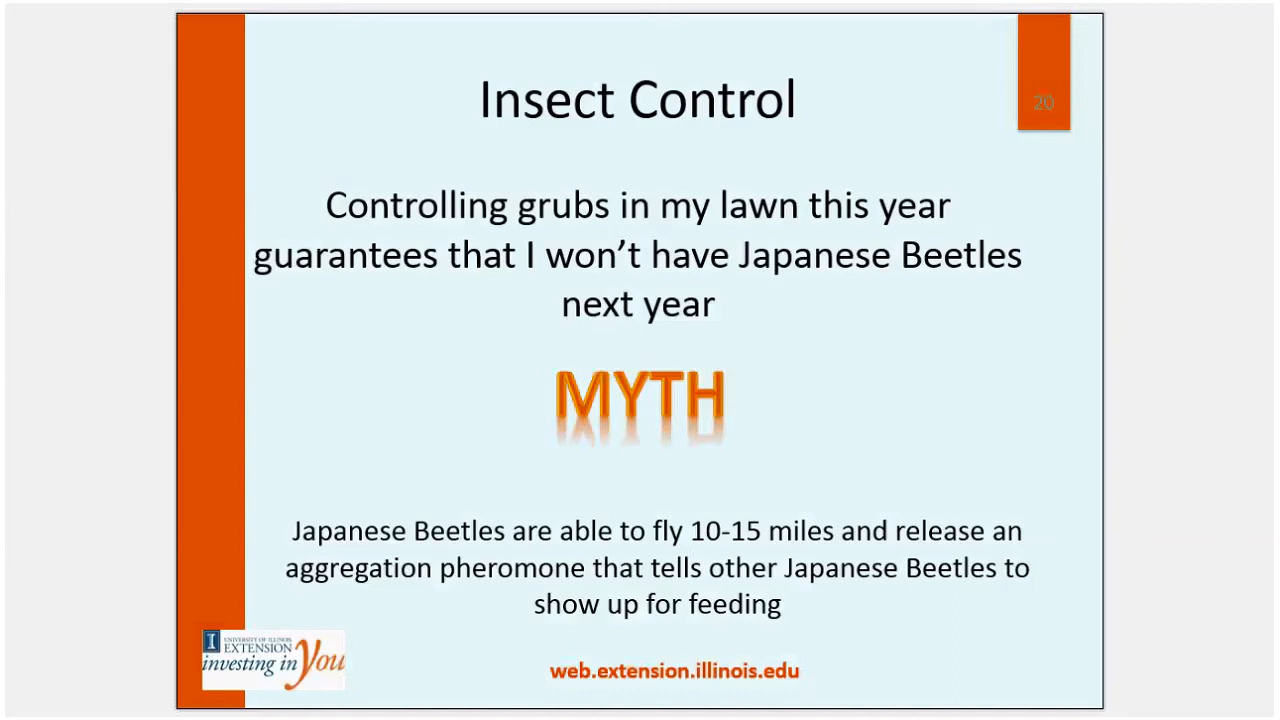 20
Insect Control
Controlling grubs in my lawn this year
guarantees that I won’t have Japanese Beetles
next year
MYTH
Japanese Beetles are able to fly 10-15 miles and release an
aggregation pheromone that tells other Japanese Beetles to
show up for feeding
I UNIVERSITY OF ILLINOIS
EXTENSION
investing in you
web.extension.illinois.edu